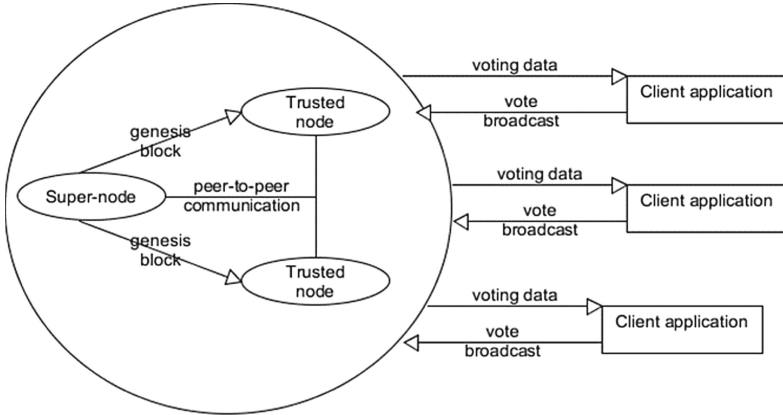 voting data
Client application
vote
broadcast
Trusted
node
genesis
block
Super-node
peer-to-peer
communication
voting data
Client application
vote
broadcast
genesis
block
Trusted
node
voting data
Client application
vote
broadcast